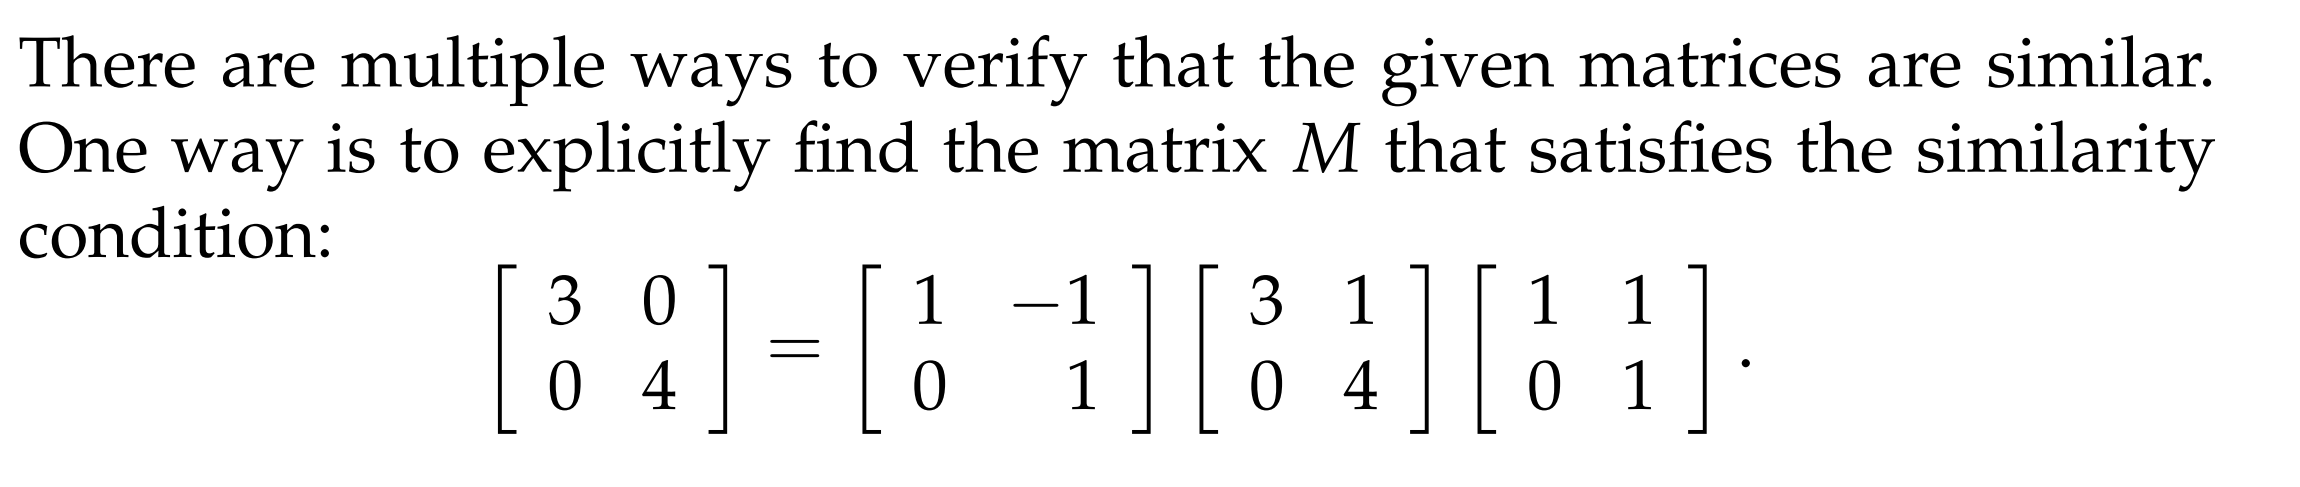 There are multiple ways to verify that the given matrices are similar.
One way is to explicitly find the matrix M that satisfies the similarity
condition:
[ 3 0 ; 0 4 ] = [ 1 −1 ; 0 1 ] [ 3 1 ; 0 4 ] [ 1 1 ; 0 1 ] .